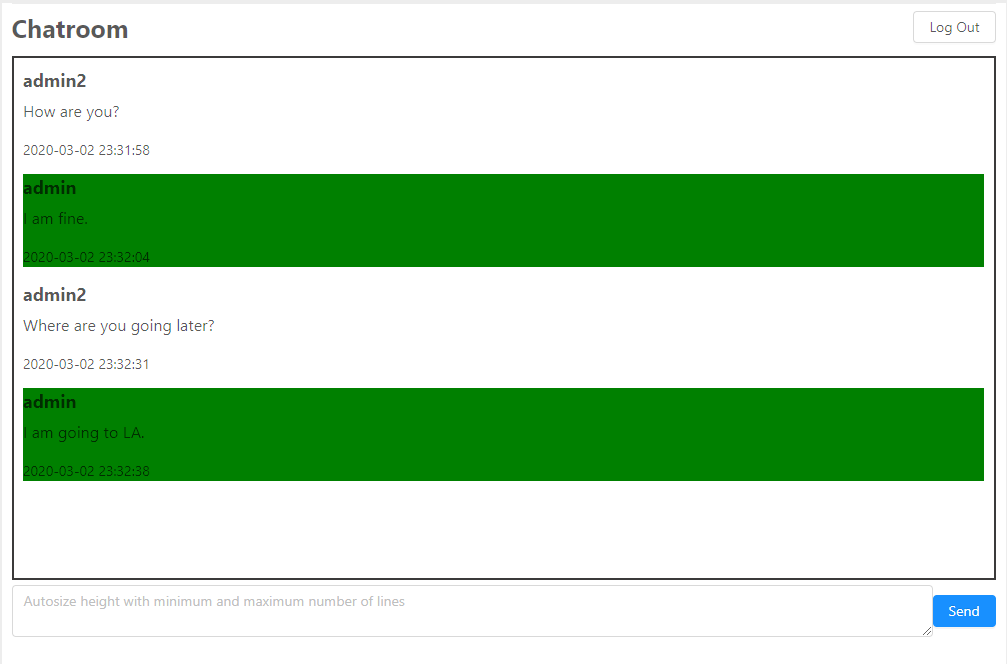 Chatroom
Log Out
admin2
How are you?
2020-03-02 23:31:58
admin
I am fine.
2020-03-02 23:32:04
admin2
Where are you going later?
2020-03-02 23:32:31
admin
I am going to LA.
2020-03-02 23:32:38
Autosize height with minimum and maximum number of lines
Send